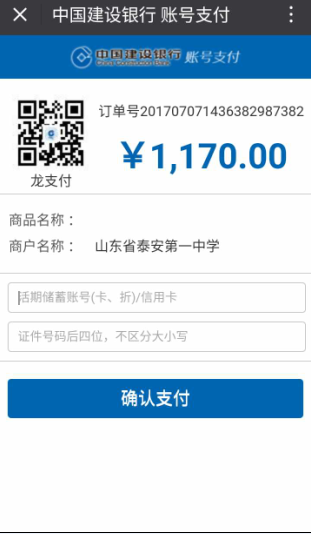 中国建设银行 账号支付
中国建设银行 账号支付
订单号201707071436382987382
￥1,170.00
龙支付
商品名称：
商户名称： 山东省泰安第一中学
活期储蓄账号(卡、折)/信用卡
证件号码后四位，不区分大小写
确认支付